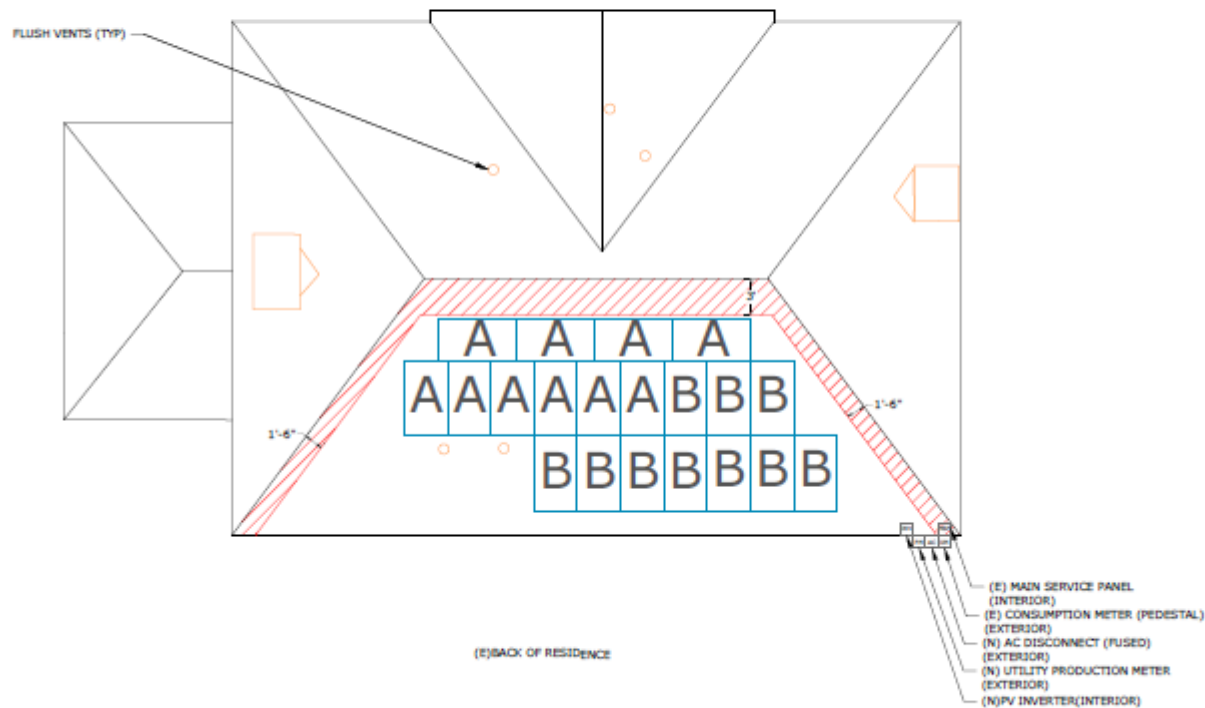 FLUSH VENTS (TYP)
3'
A A A A
A A A A A A B B B
1'-6"
1'-6"
B B B B B B B
(E) MAIN SERVICE PANEL
(INTERIOR)
(E) CONSUMPTION METER (PEDESTAL)
(EXTERIOR)
(N) AC DISCONNECT (FUSED)
(EXTERIOR)
(N) UTILITY PRODUCTION METER
(EXTERIOR)
(N)PV INVERTER(INTERIOR)
(E)BACK OF RESIDENCE